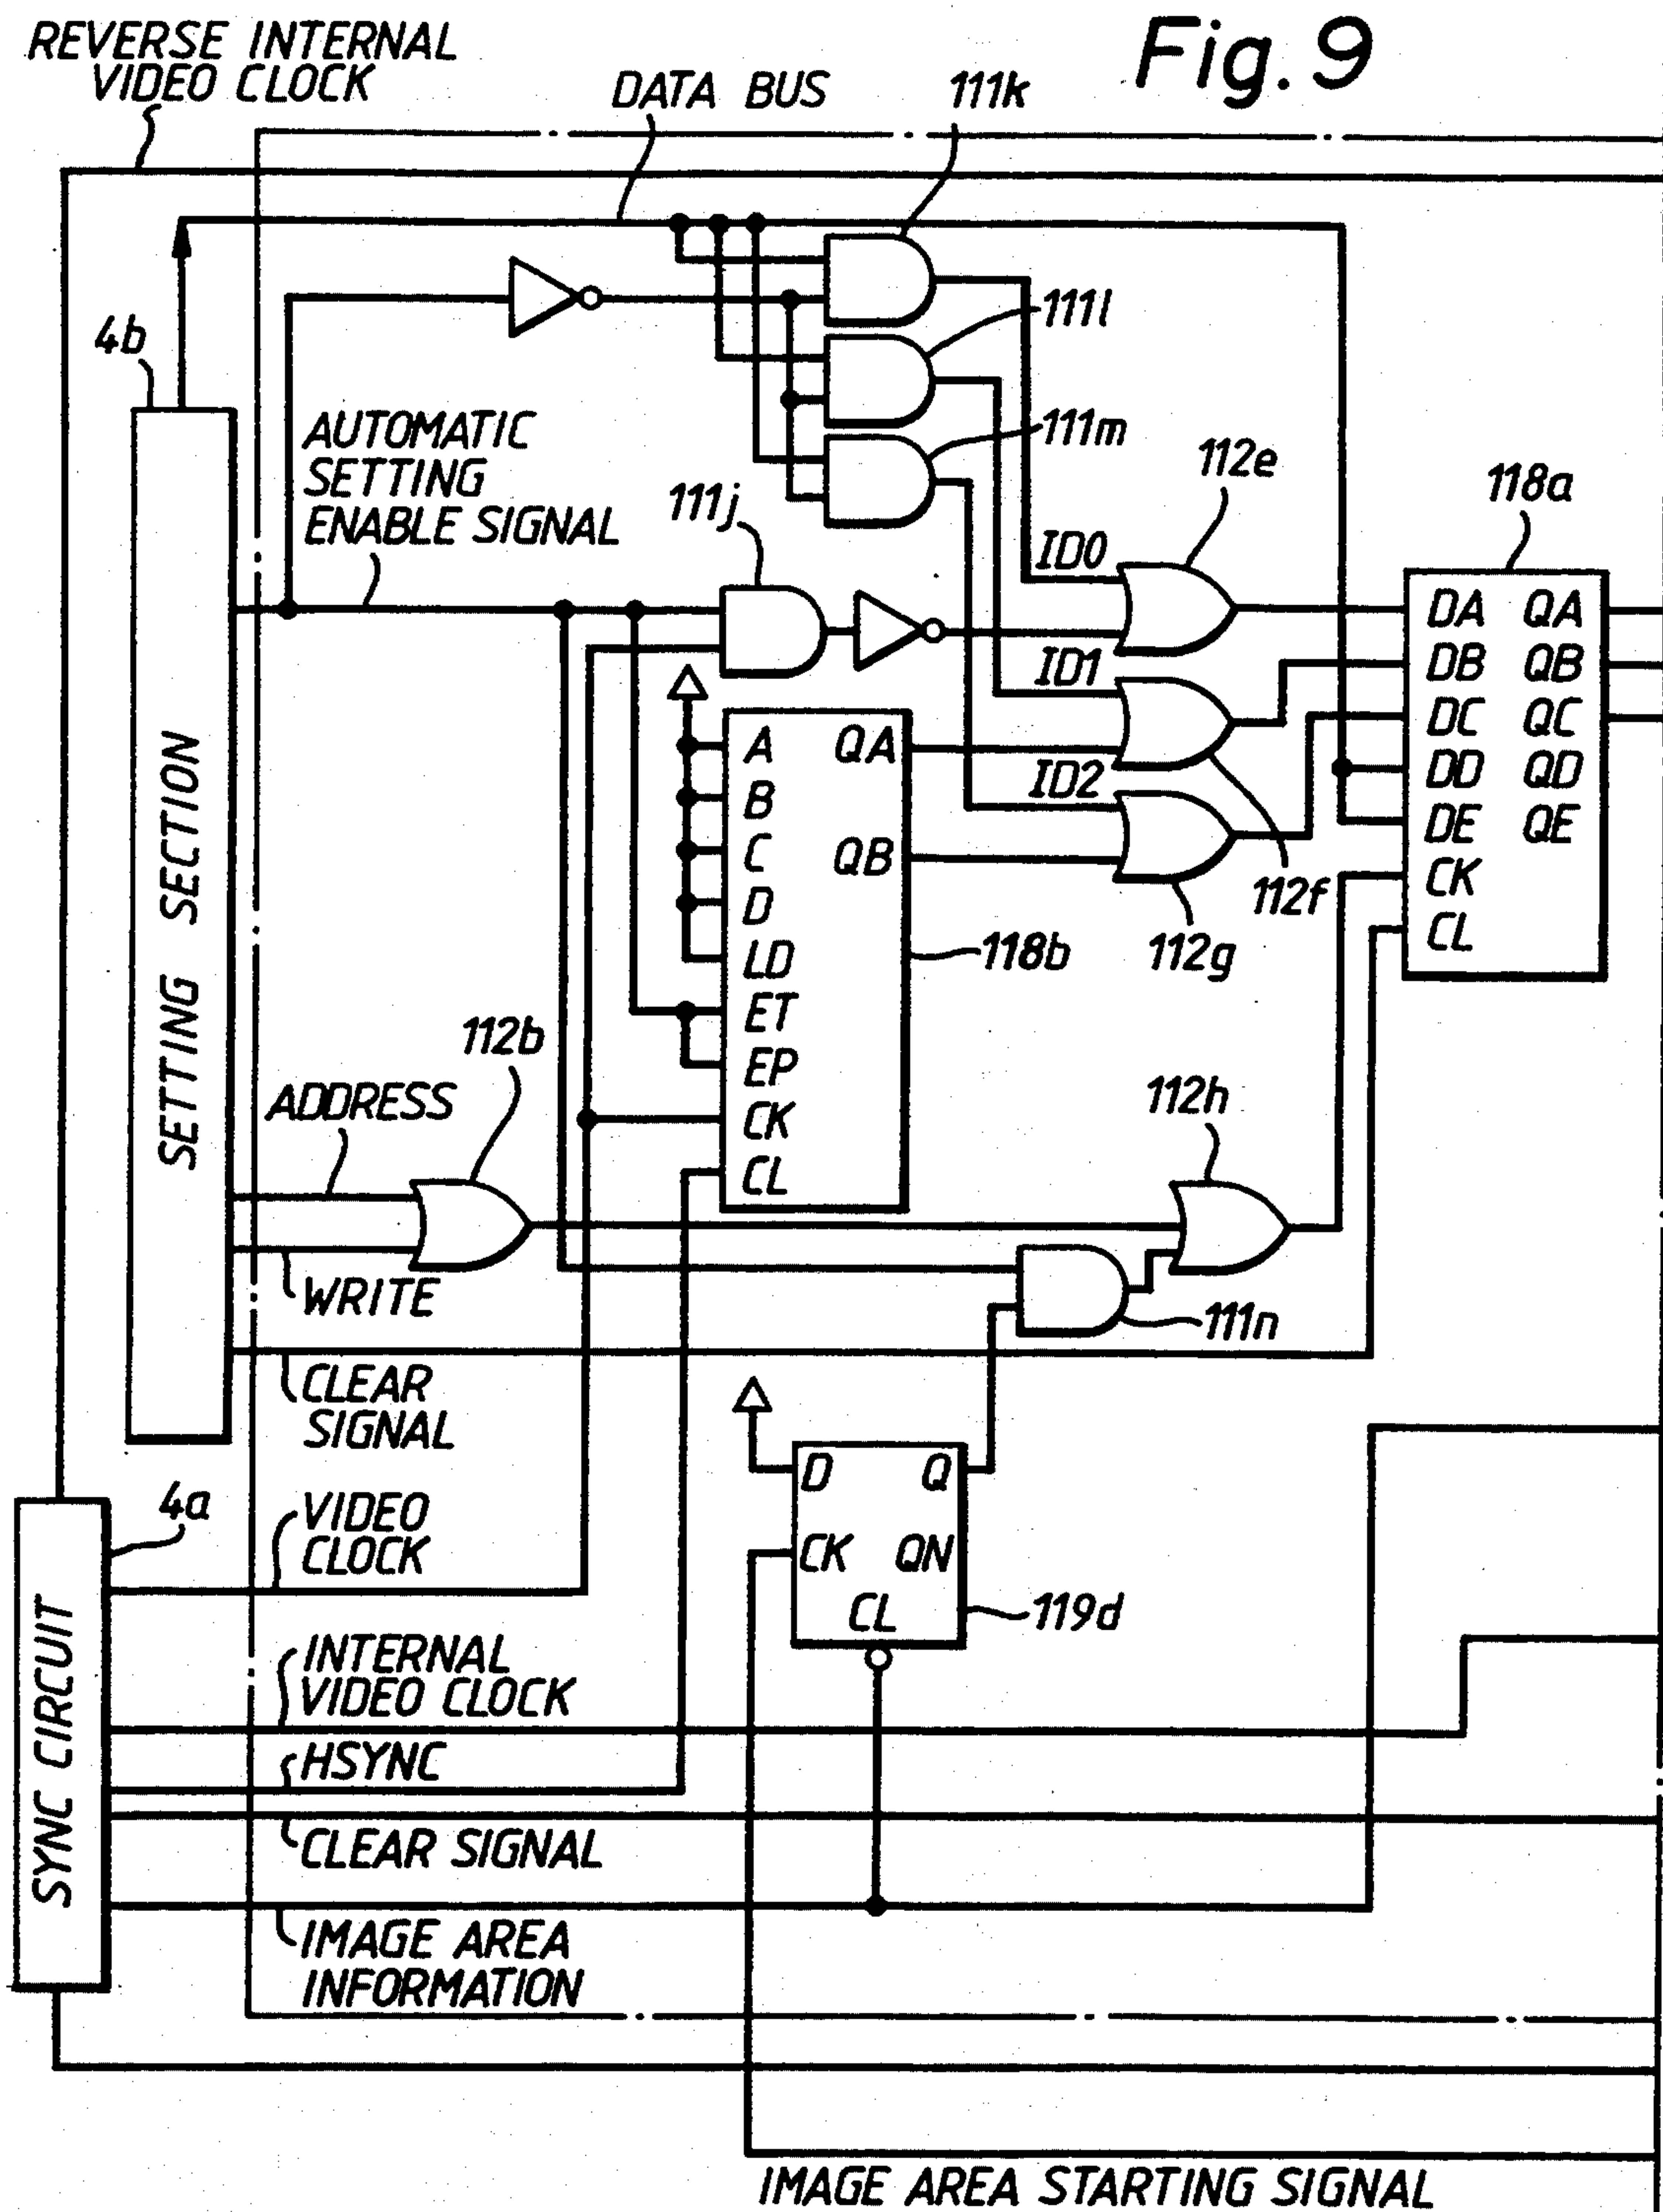 Fig. 9
REVERSE INTERNAL
VIDEO CLOCK
DATA BUS
111k
4b
111l
AUTOMATIC
SETTING
ENABLE SIGNAL
111m
111j
112e
118a
ID0
DA QA
ID1
DB QB
DC QC
DD QD
DE QE
CK
CL
SETTING SECTION
A QA
B
C QB
D
LD
ET
EP
CK
CL
ID2
112f
112g
118b
112b
ADDRESS
112h
WRITE
111n
CLEAR
SIGNAL
4a
VIDEO
CLOCK
D Q
CK QN
CL
119d
SYNC CIRCUIT
INTERNAL
VIDEO CLOCK
HSYNC
CLEAR SIGNAL
IMAGE AREA
INFORMATION
IMAGE AREA STARTING SIGNAL